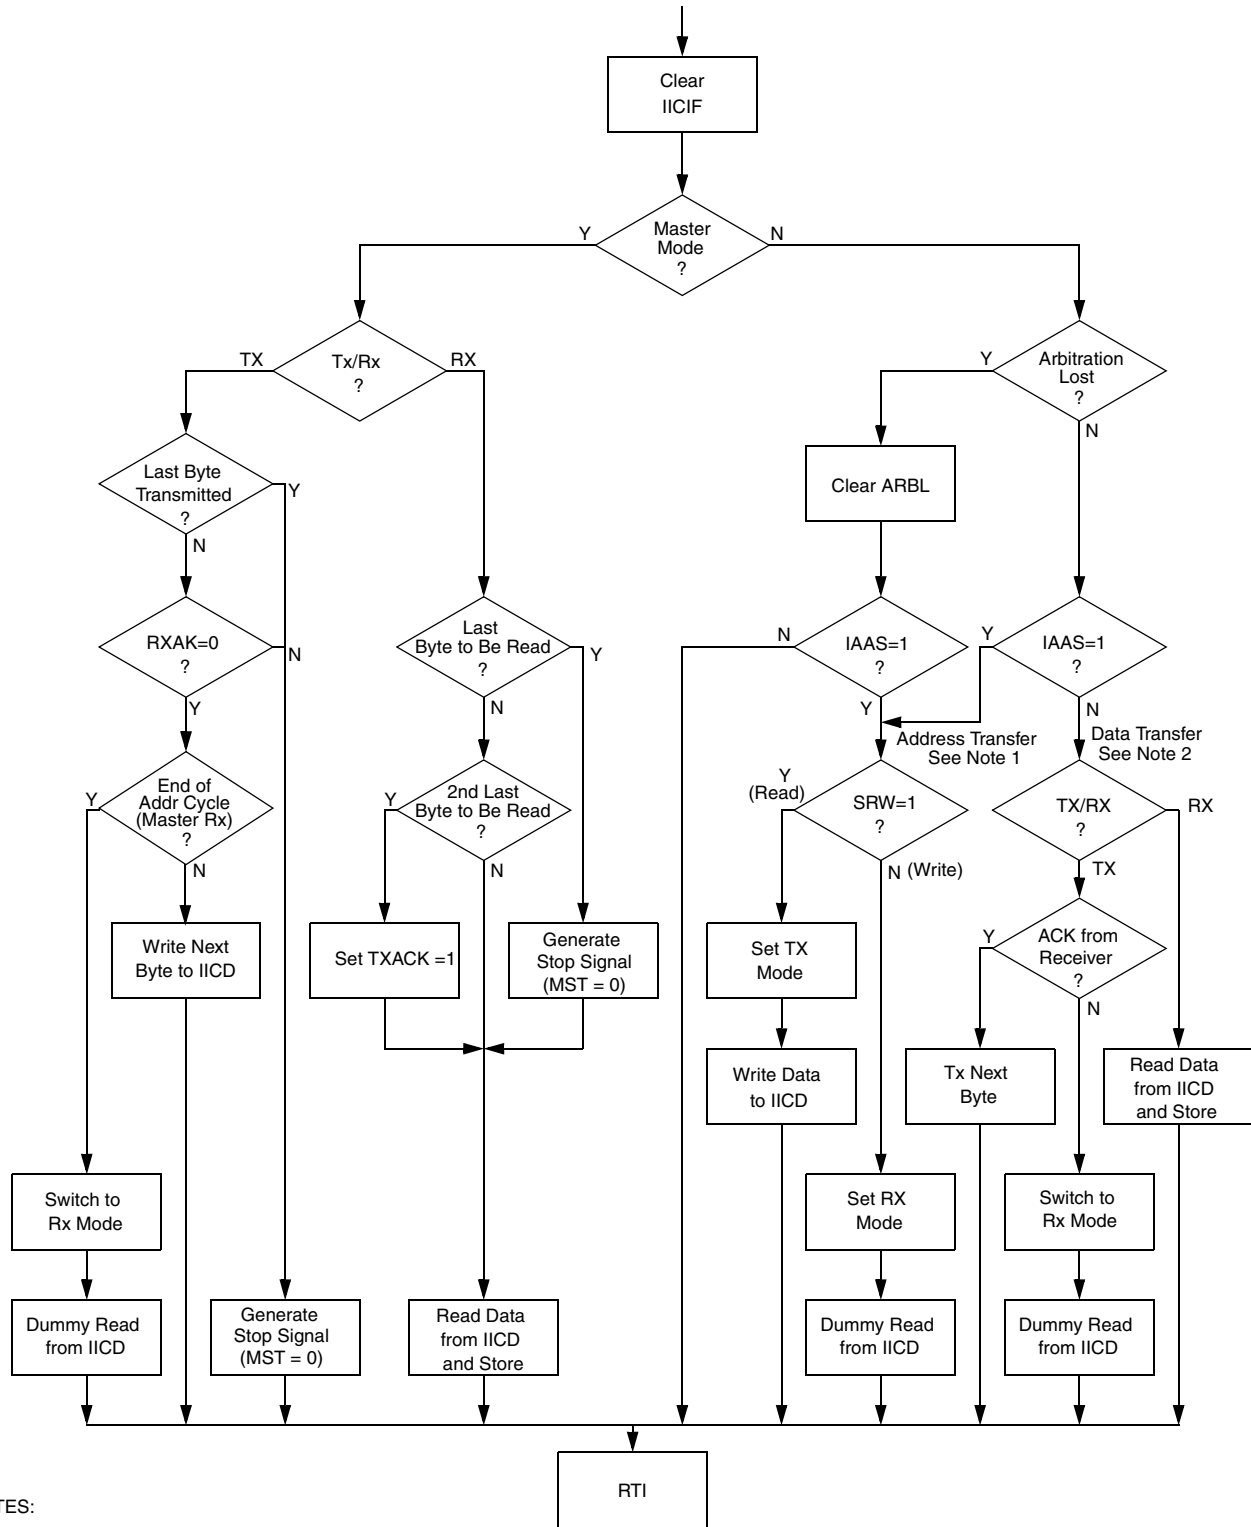 Clear
IICIF
Master
Mode
?
Y
N
Tx/Rx
?
TX
RX
Arbitration
Lost
?
Y
N
Last Byte
Transmitted
?
Y
N
Clear ARBL
RXAK=0
?
N
Y
Last
Byte to Be Read
?
Y
N
IAAS=1
?
N
Y
IAAS=1
?
Y
N
Address Transfer
See Note 1
Data Transfer
See Note 2
End of
Addr Cycle
(Master Rx)
?
Y
N
2nd Last
Byte to Be Read
?
Y
N
Y
(Read)
SRW=1
?
N (Write)
TX/RX
?
RX
TX
Write Next
Byte to IICD
Set TXACK =1
Generate
Stop Signal
(MST = 0)
Set TX
Mode
Y
ACK from
Receiver
?
N
Write Data
to IICD
Tx Next
Byte
Read Data
from IICD
and Store
Switch to
Rx Mode
Set RX
Mode
Switch to
Rx Mode
Dummy Read
from IICD
Generate
Stop Signal
(MST = 0)
Read Data
from IICD
and Store
Dummy Read
from IICD
Dummy Read
from IICD
RTI
TES: